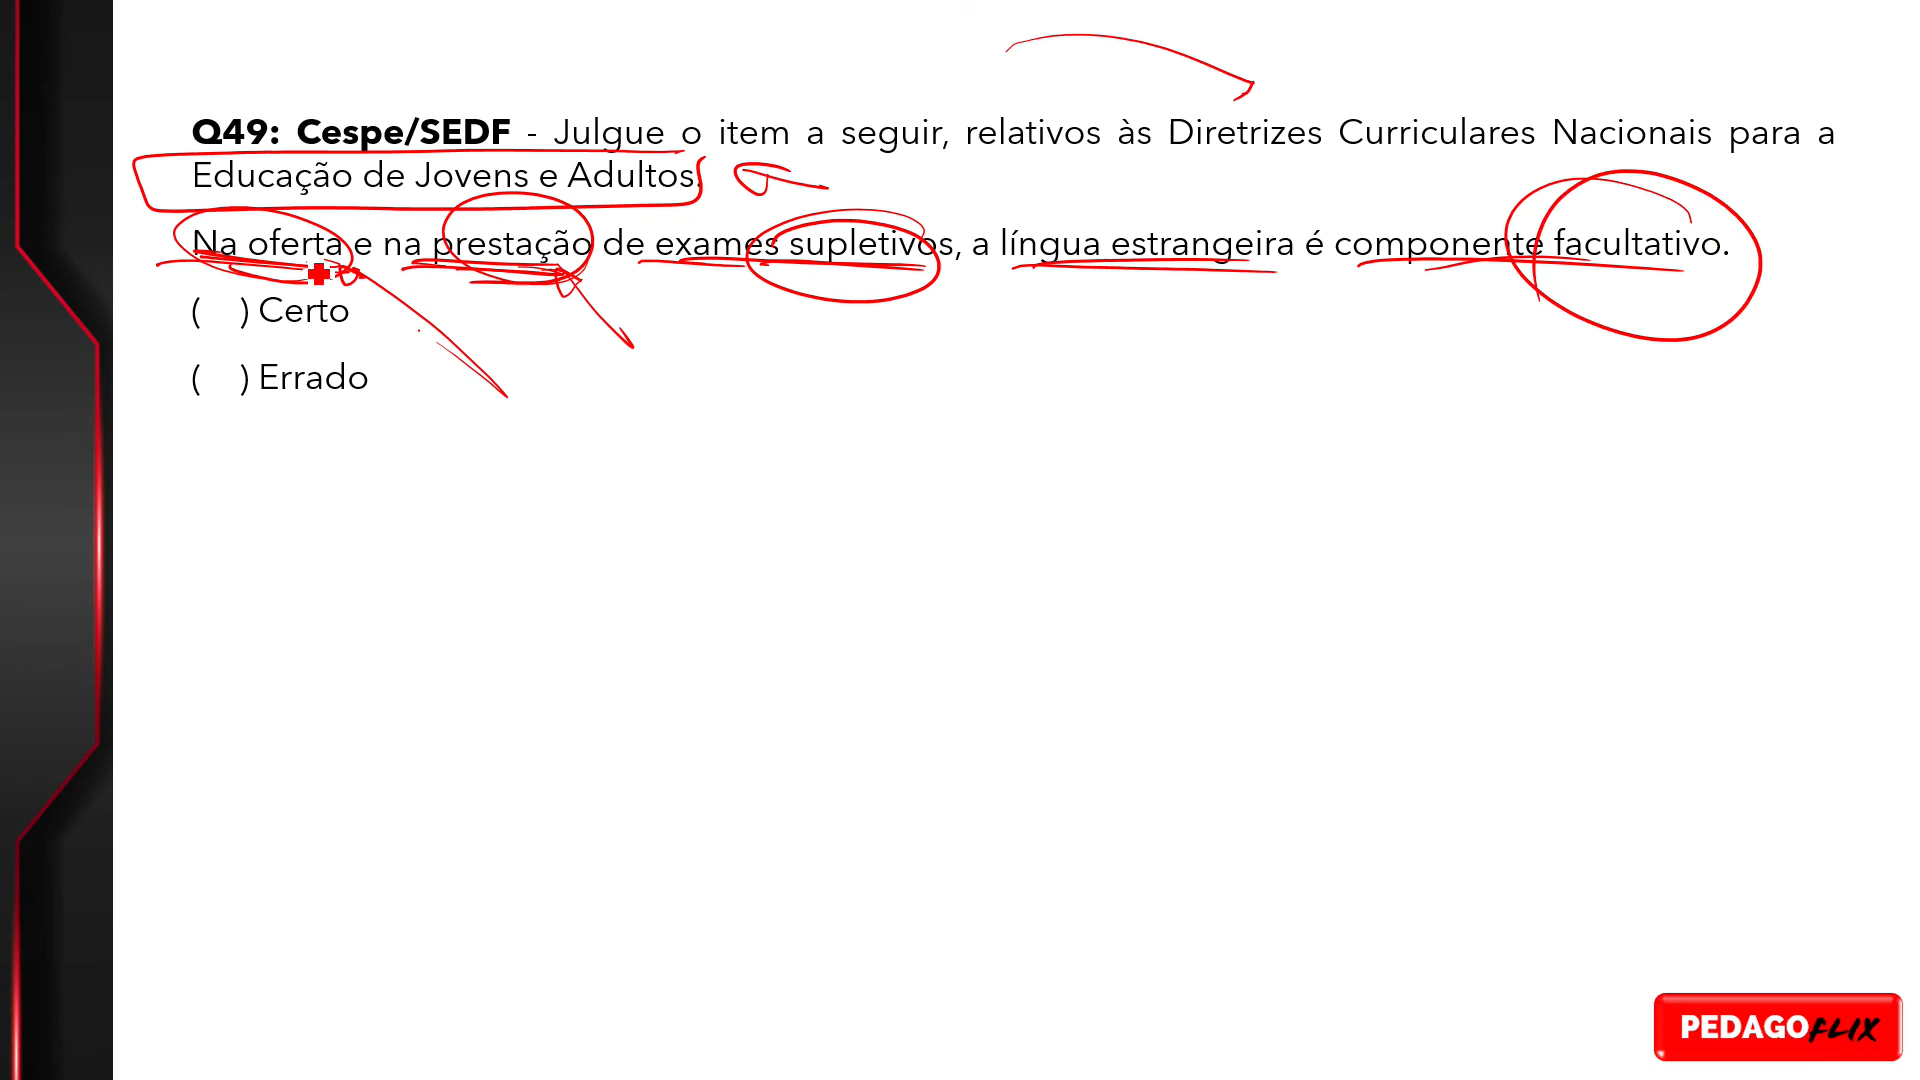 Q49: Cespe/SEDF - Julgue o item a seguir, relativos às Diretrizes Curriculares Nacionais para a
Educação de Jovens e Adultos.
Na oferta e na prestação de exames supletivos, a língua estrangeira é componente facultativo.
( ) Certo
( ) Errado
PEDAGOFLIX